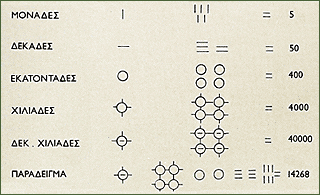 ΜΟΝΑΔΕΣ = 5
ΔΕΚΑΔΕΣ = 50
ΕΚΑΤΟΝΤΑΔΕΣ = 400
ΧΙΛΙΑΔΕΣ = 4000
ΔΕΚ. ΧΙΛΙΑΔΕΣ = 40000
ΠΑΡΑΔΕΙΓΜΑ = 14268